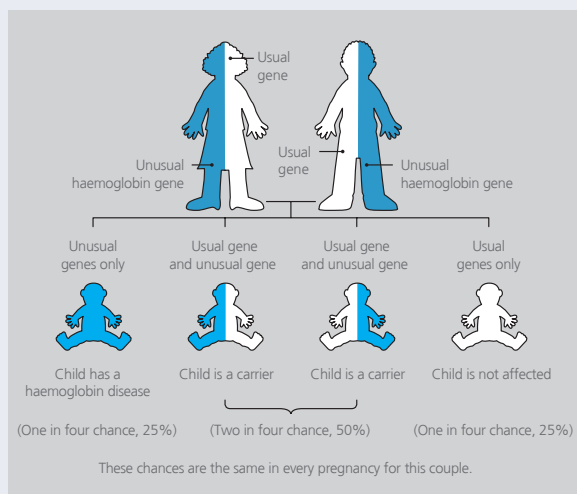 Usual
gene
Unusual
haemoglobin gene
Usual
gene
Unusual
haemoglobin gene
Unusual
genes only
Usual gene
and unusual gene
Usual gene
and unusual gene
Usual
genes only
Child has a
haemoglobin disease
Child is a carrier
Child is a carrier
Child is not affected
(One in four chance, 25%)
(Two in four chance, 50%)
(One in four chance, 25%)
These chances are the same in every pregnancy for this couple.